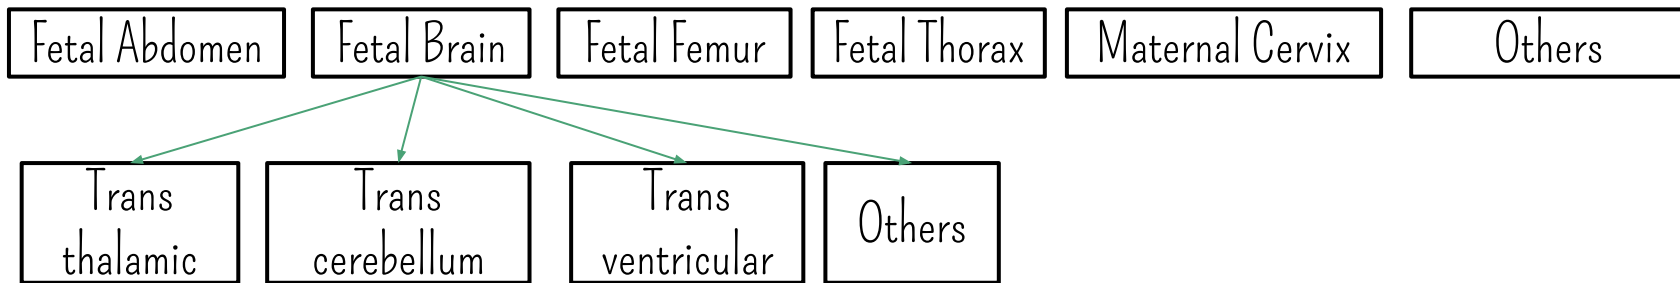 Fetal Abdomen
Fetal Brain
Fetal Femur
Fetal Thorax
Maternal Cervix
Others
Trans
thalamic
Trans
cerebellum
Trans
ventricular
Others